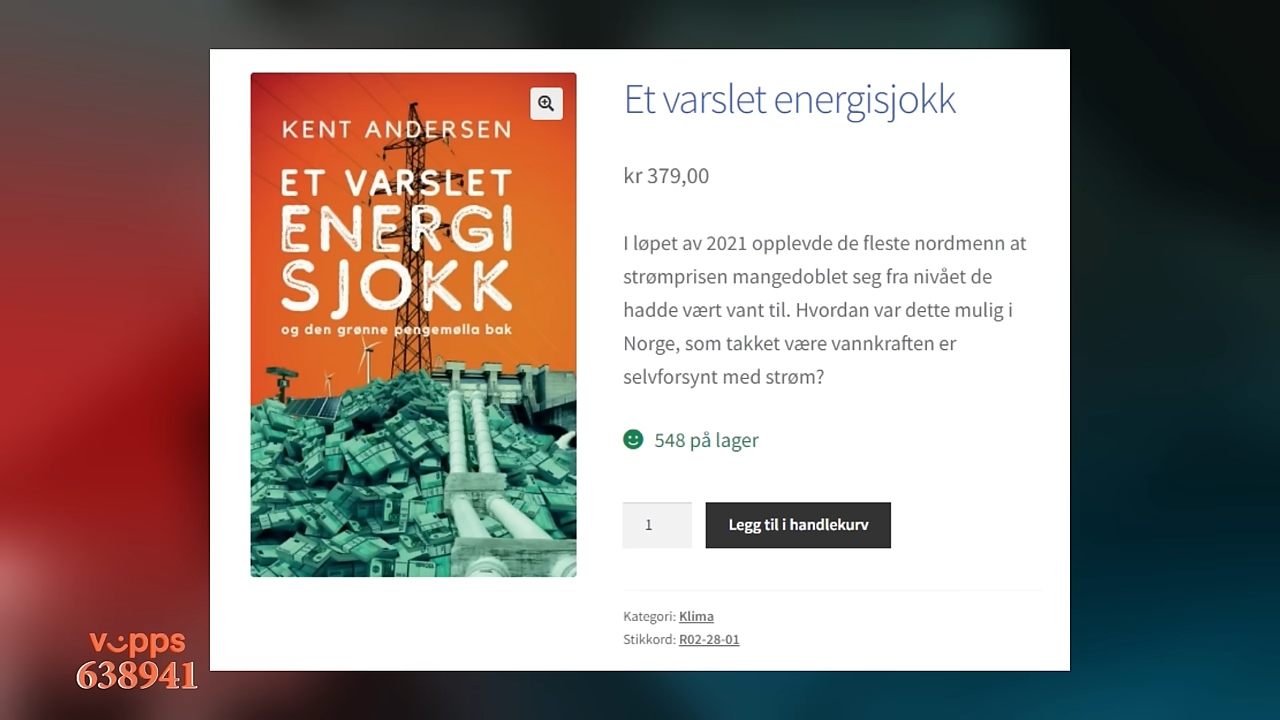 KENT ANDERSEN
ET VARSLET
ENERGI
SJOKK
og den grønne pengemølla bak
Et varslet energisjokk
kr 379,00
I løpet av 2021 opplevde de fleste nordmenn at
strømprisen mangedoblet seg fra nivået de
hadde vært vant til. Hvordan var dette mulig i
Norge, som takket være vannkraften er
selvforsynt med strøm?
548 på lager
1
Legg til i handlekurv
Kategori: Klima
Stikkord: R02-28-01
vipps
638941